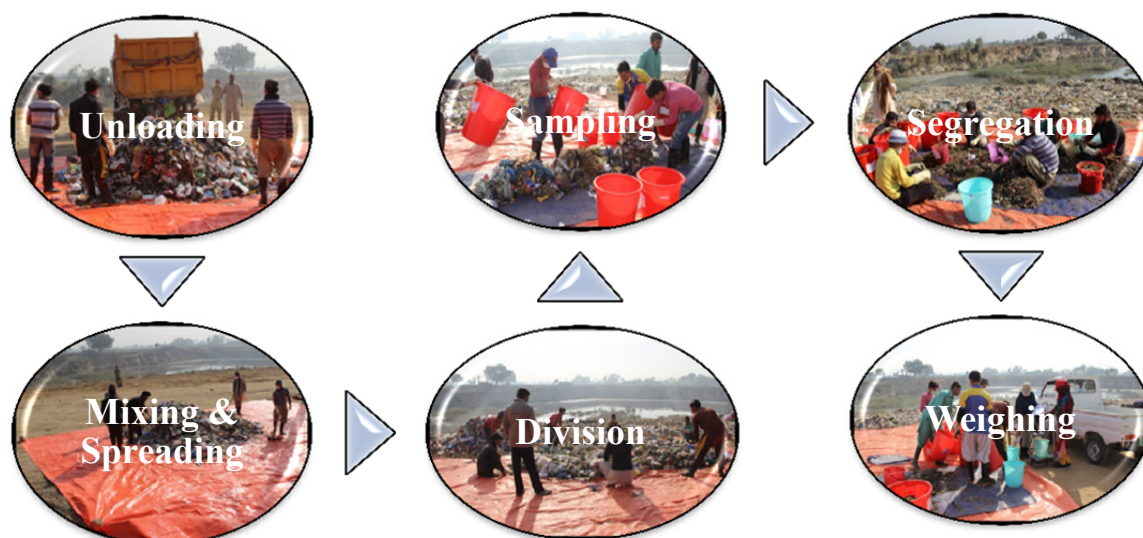 Unloading
Sampling
Segregation
Mixing &
Spreading
Division
Weighing